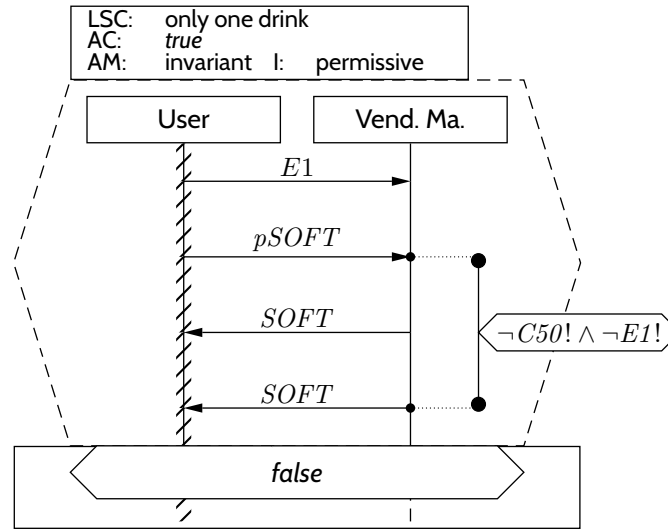 LSC: only one drink
AC: true
AM: invariant I: permissive
User Vend. Ma.
E1
pSOFT
SOFT
¬C50! ∧ ¬E1!
SOFT
false